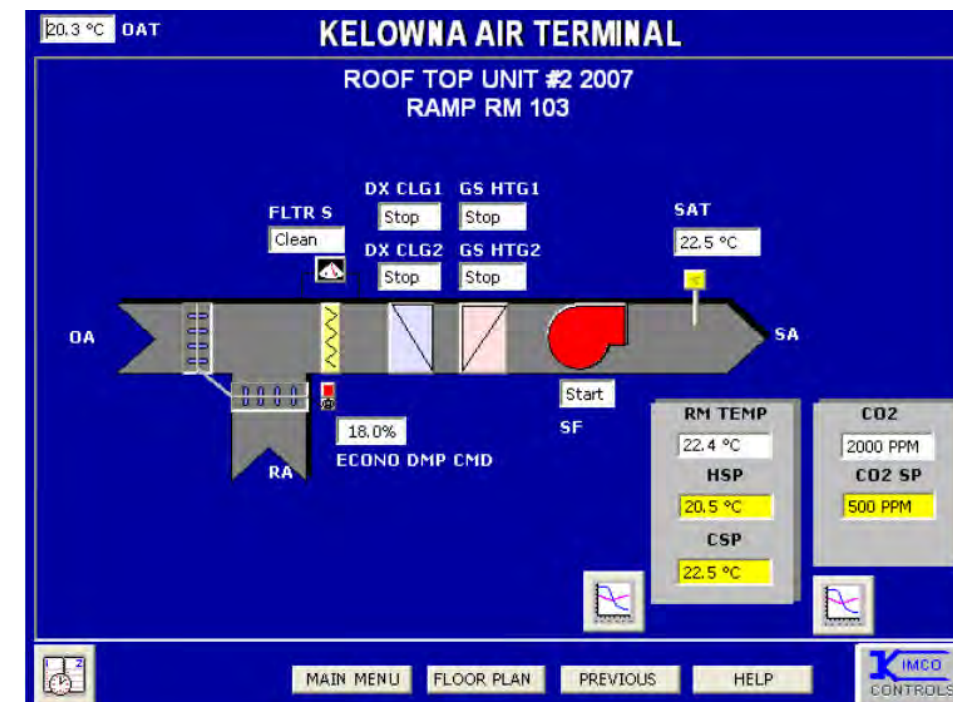 20.3 °C OAT
KELOWNA AIR TERMINAL
ROOF TOP UNIT #2 2007
RAMP RM 103
DX CLG1 GS HTG1
Stop Stop
FLTR S
Clean
DX CLG2 GS HTG2
Stop Stop
SAT
22.5 °C
°C
OA
SA
Start
SF
18.0%
ECONO DMP CMD
RA
RM TEMP
22.4 °C
HSP
20.5 °C
CSP
22.5 °C
CO2
2000 PPM
CO2 SP
500 PPM
1 2
MAIN MENU FLOOR PLAN PREVIOUS HELP
KIMCO
CONTROLS